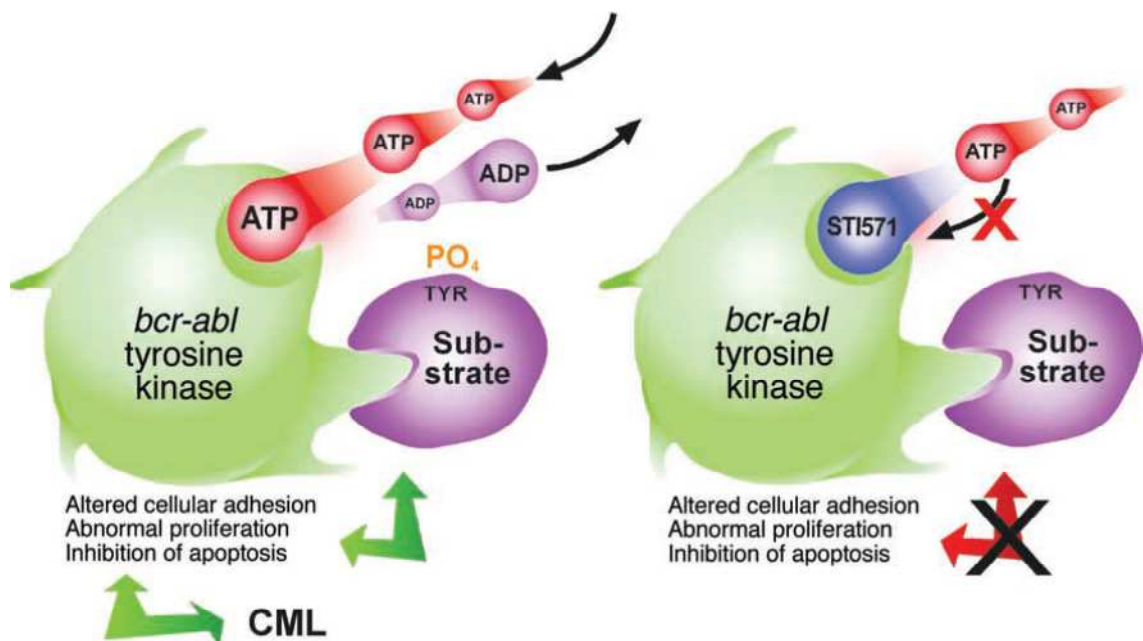 ATP
ATP
ATP
ADP
ADP
PO₄
TYR
Sub-
strate
bcr-abl
tyrosine
kinase
Altered cellular adhesion
Abnormal proliferation
Inhibition of apoptosis
CML
ATP
ATP
STI571
X
TYR
Sub-
strate
bcr-abl
tyrosine
kinase
Altered cellular adhesion
Abnormal proliferation
Inhibition of apoptosis
X